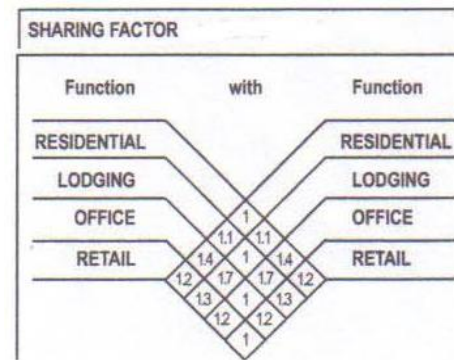 SHARING FACTOR
Function with Function
RESIDENTIAL RESIDENTIAL
LODGING LODGING
OFFICE OFFICE
RETAIL RETAIL
1
1.1 1.1
1.4 1 1.4
1.2 1.7 1.7 1.2
1.3 1 1.3
1.2 1.2
1